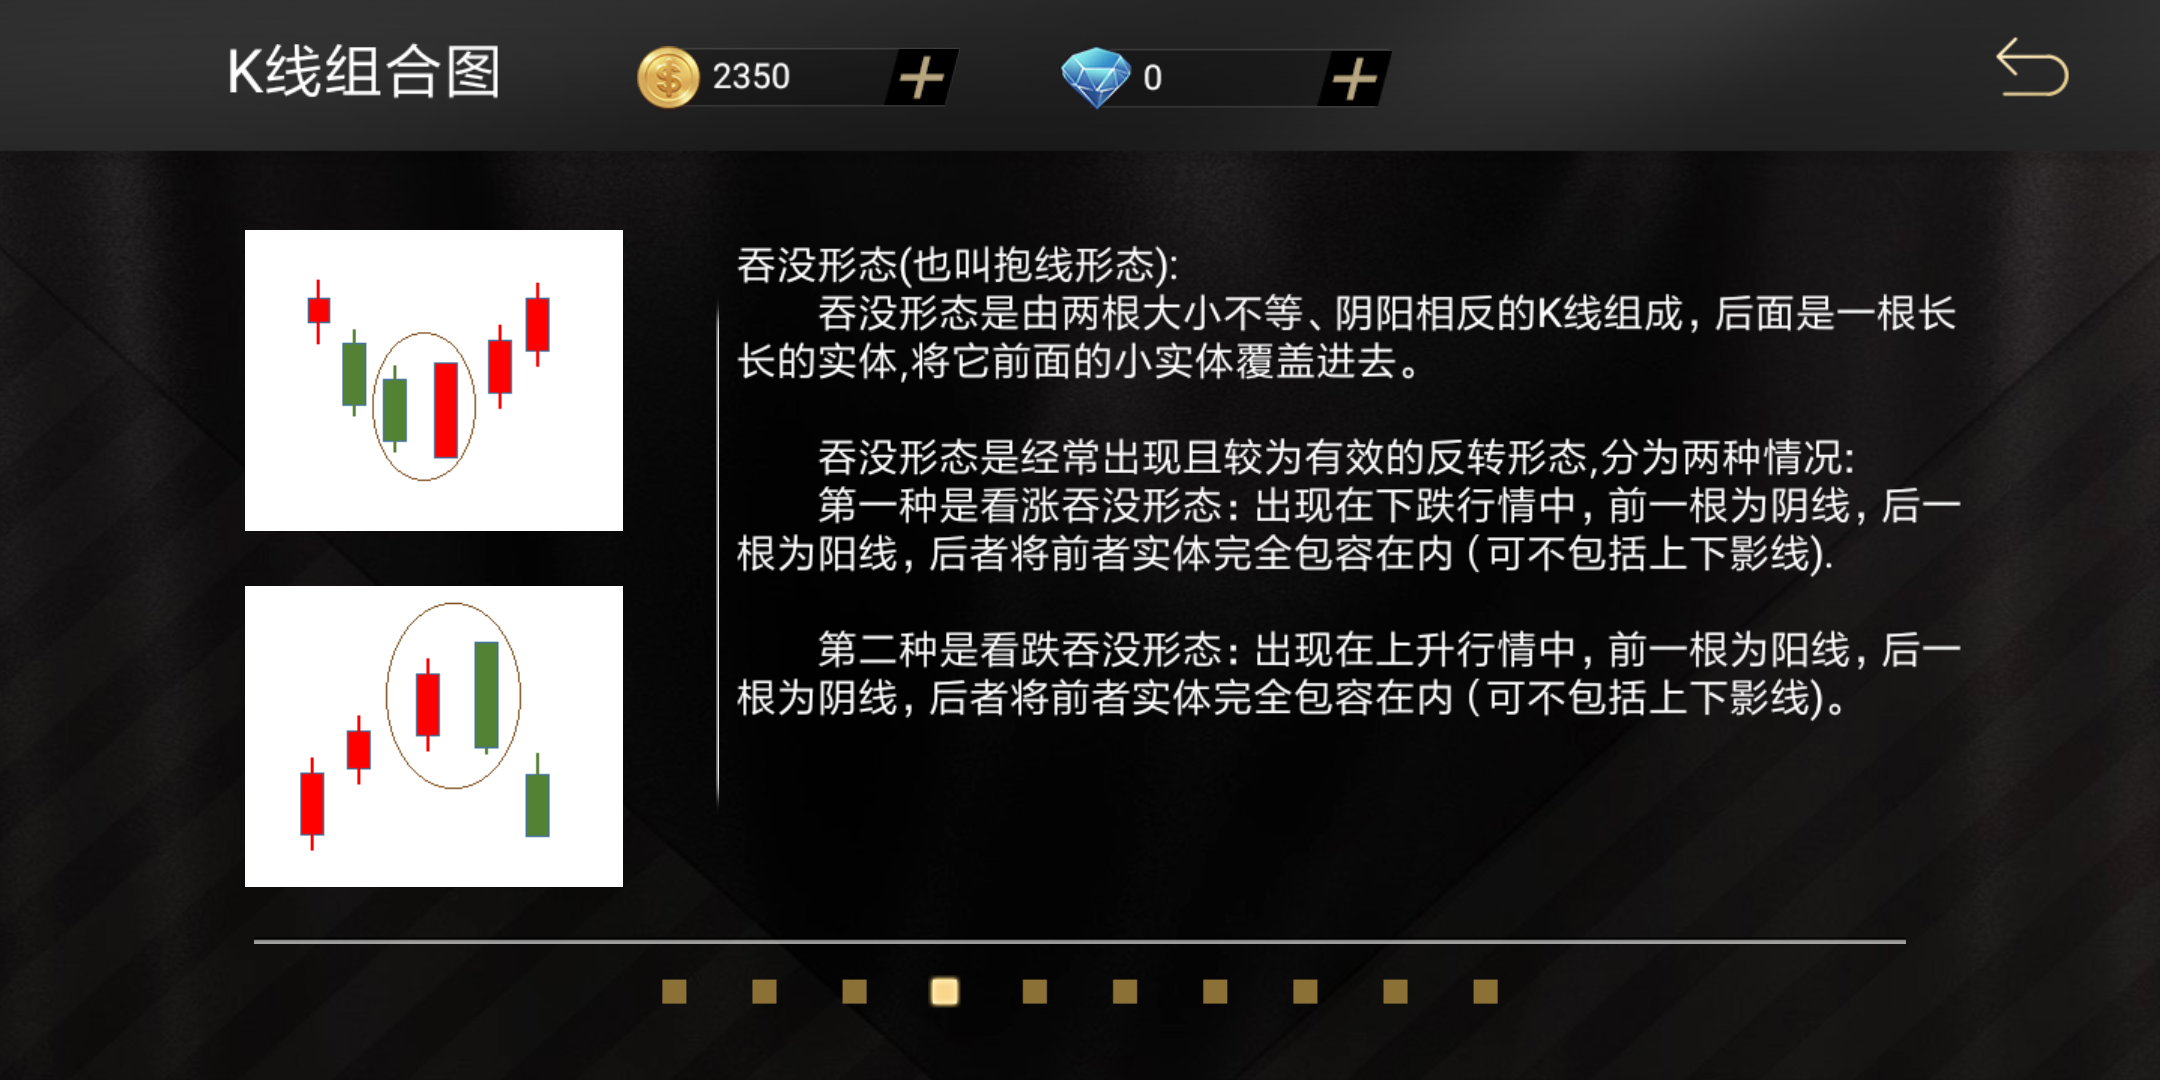 K线组合图
2350
0
吞没形态(也叫抱线形态):
吞没形态是由两根大小不等、阴阳相反的K线组成，后面是一根长
长的实体,将它前面的小实体覆盖进去。
吞没形态是经常出现且较为有效的反转形态,分为两种情况:
第一种是看涨吞没形态：出现在下跌行情中，前一根为阴线，后一
根为阳线，后者将前者实体完全包容在内（可不包括上下影线).
第二种是看跌吞没形态：出现在上升行情中，前一根为阳线，后一
根为阴线，后者将前者实体完全包容在内（可不包括上下影线)。